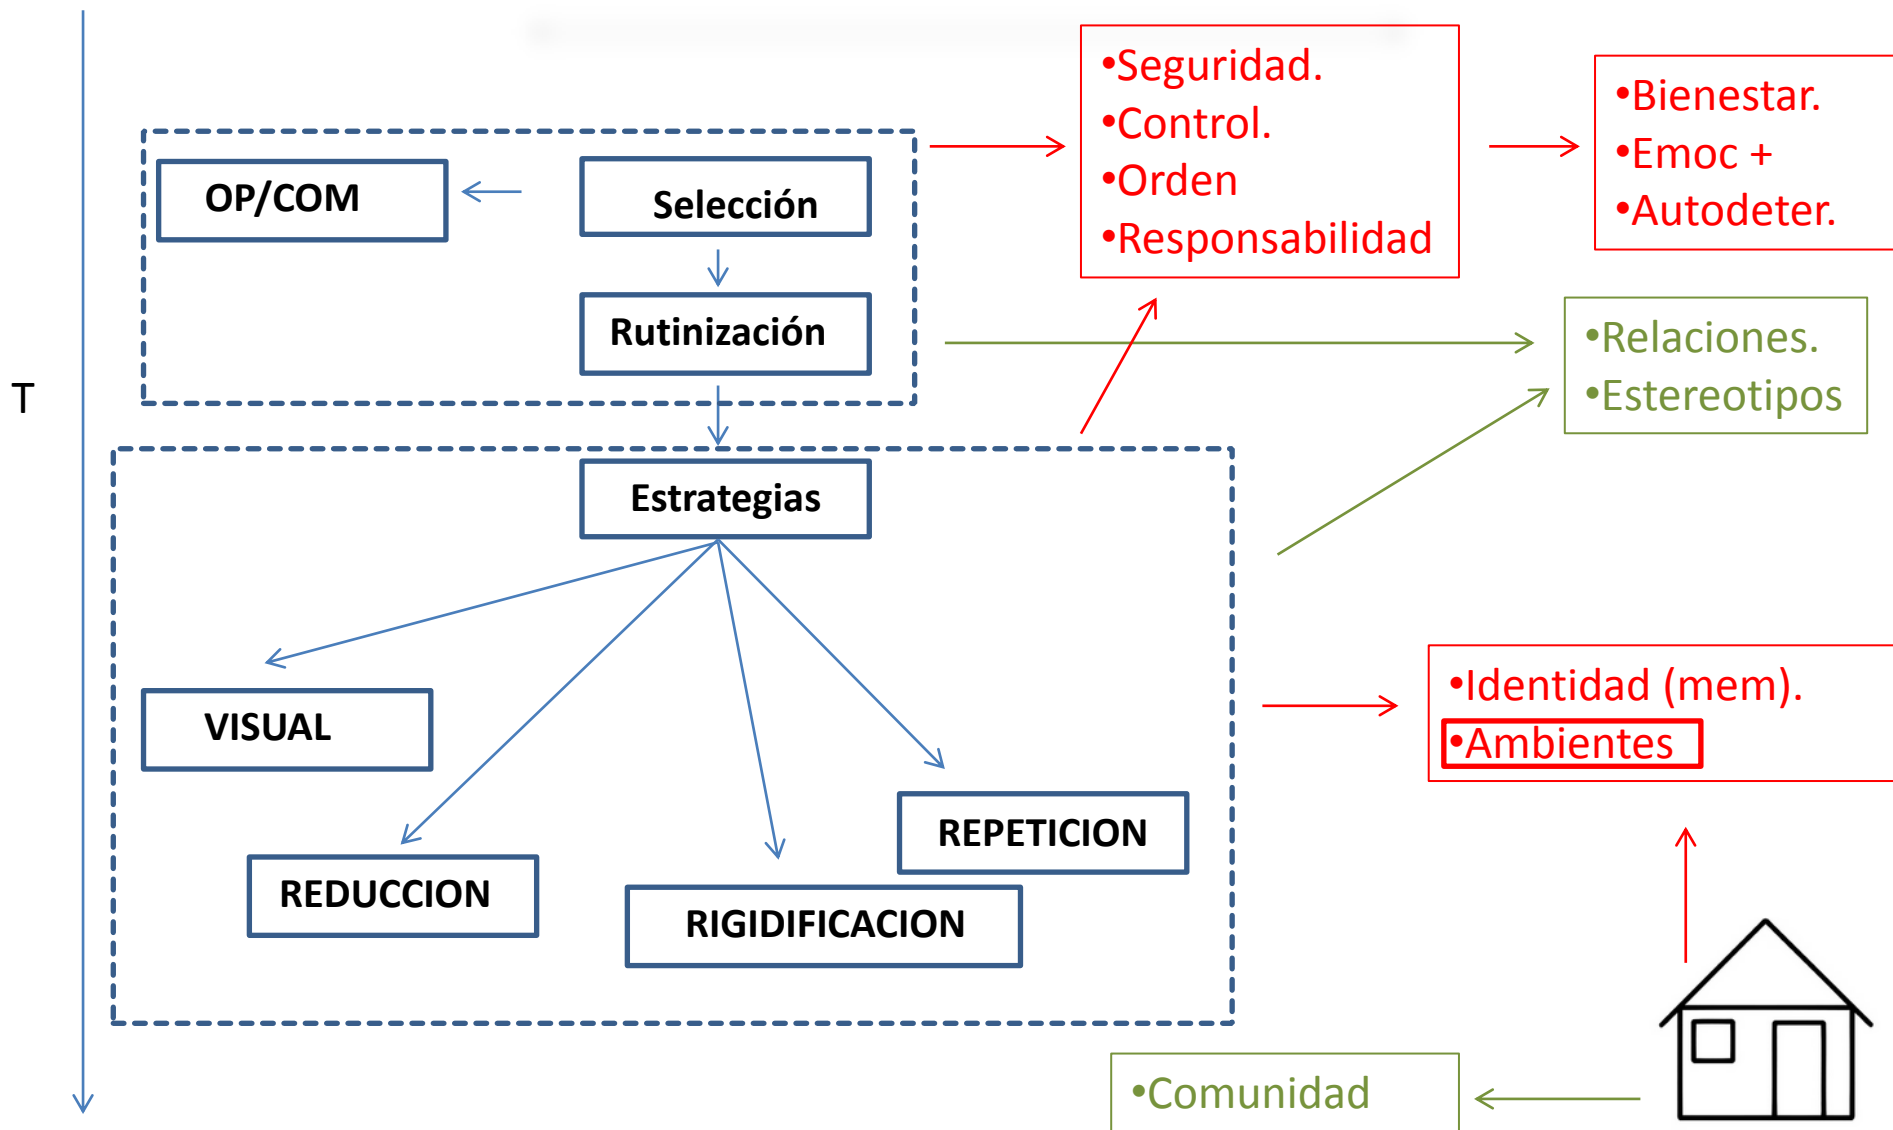 •Seguridad.
•Control.
•Orden
•Responsabilidad
•Bienestar.
•Emoc +
•Autodeter.
OP/COM
Selección
Rutinización
•Relaciones.
•Estereotipos
T
Estrategias
VISUAL
REDUCCION
RIGIDIFICACION
REPETICION
•Identidad (mem).
•Ambientes
•Comunidad